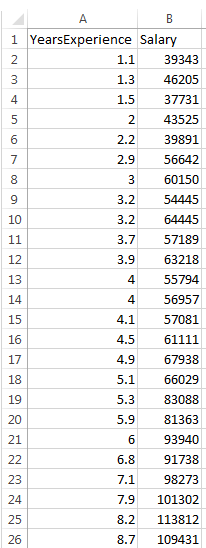 A B
1 YearsExperience Salary
2 1.1 39343
3 1.3 46205
4 1.5 37731
5 2 43525
6 2.2 39891
7 2.9 56642
8 3 60150
9 3.2 54445
10 3.2 64445
11 3.7 57189
12 3.9 63218
13 4 55794
14 4 56957
15 4.1 57081
16 4.5 61111
17 4.9 67938
18 5.1 66029
19 5.3 83088
20 5.9 81363
21 6 93940
22 6.8 91738
23 7.1 98273
24 7.9 101302
25 8.2 113812
26 8.7 109431